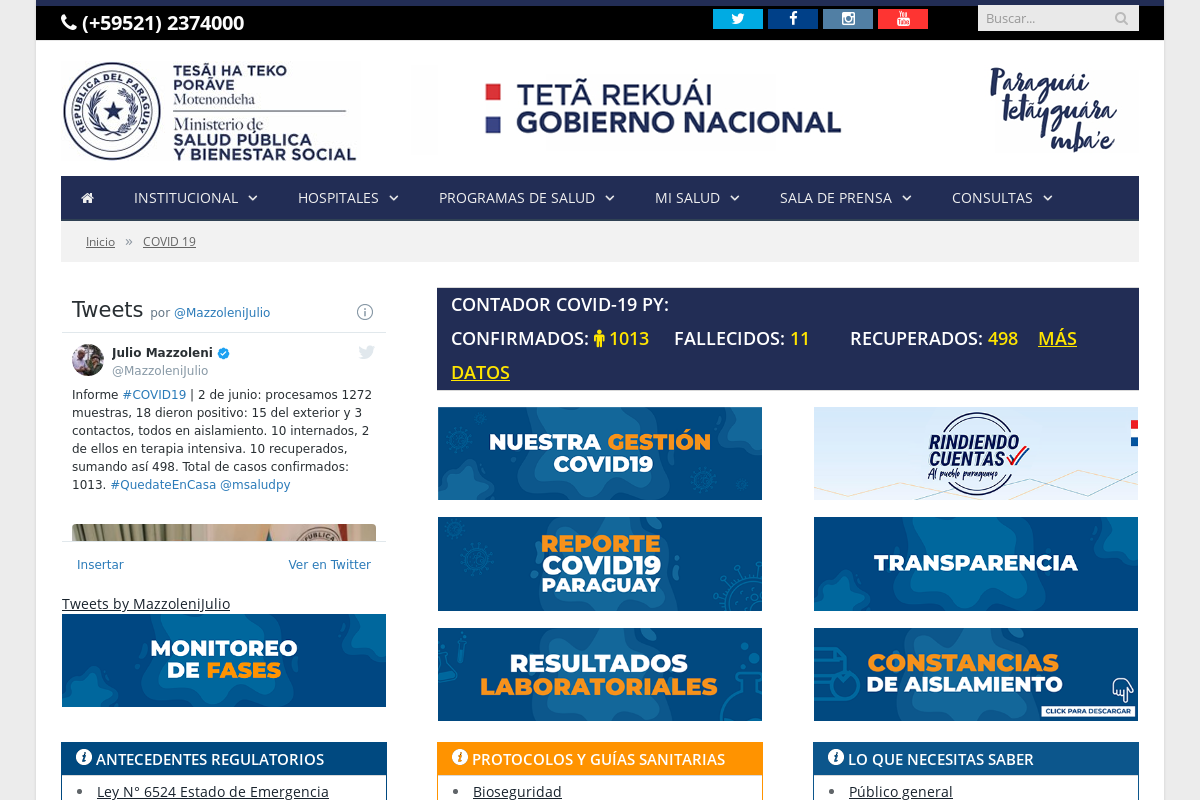 (+59521) 2374000
Buscar...
REPUBLICA DEL PARAGUAY
TESÃI HA TEKO
PORÃVE
Motenondeha
Ministerio de
SALUD PÚBLICA
Y BIENESTAR SOCIAL
TETÃ REKUÁI
GOBIERNO NACIONAL
Paraguái
tetãyguára
mba'e
INSTITUCIONAL
HOSPITALES
PROGRAMAS DE SALUD
MI SALUD
SALA DE PRENSA
CONSULTAS
Inicio » COVID 19
Tweets por @MazzoleniJulio
Julio Mazzoleni
@MazzoleniJulio
Informe #COVID19 | 2 de junio: procesamos 1272
muestras, 18 dieron positivo: 15 del exterior y 3
contactos, todos en aislamiento. 10 internados, 2
de ellos en terapia intensiva. 10 recuperados,
sumando así 498. Total de casos confirmados:
1013. #QuedateEnCasa @msaludpy
Insertar
Ver en Twitter
Tweets by MazzoleniJulio
MONITOREO
DE FASES
CONTADOR COVID-19 PY:
CONFIRMADOS: 1013 FALLECIDOS: 11 RECUPERADOS: 498 MÁS
DATOS
NUESTRA GESTIÓN
COVID19
RINDIENDO
CUENTAS
Al pueblo paraguayo
REPORTE
COVID19
PARAGUAY
TRANSPARENCIA
RESULTADOS
LABORATORIALES
CONSTANCIAS
DE AISLAMIENTO
CLICK PARA DESCARGAR
ANTECEDENTES REGULATORIOS
Ley N° 6524 Estado de Emergencia
PROTOCOLOS Y GUÍAS SANITARIAS
Bioseguridad
LO QUE NECESITAS SABER
Público general